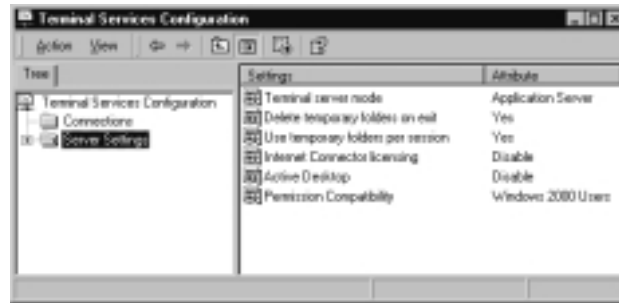 Terminal Services Configuration
Action View
Tree
Terminal Services Configuration
Connections
Server Settings
Settings Attribute
Terminal server mode Application Server
Delete temporary folders on exit Yes
Use temporary folders per session Yes
Internet Connector licensing Disable
Active Desktop Disable
Permission Compatibility Windows 2000 Users